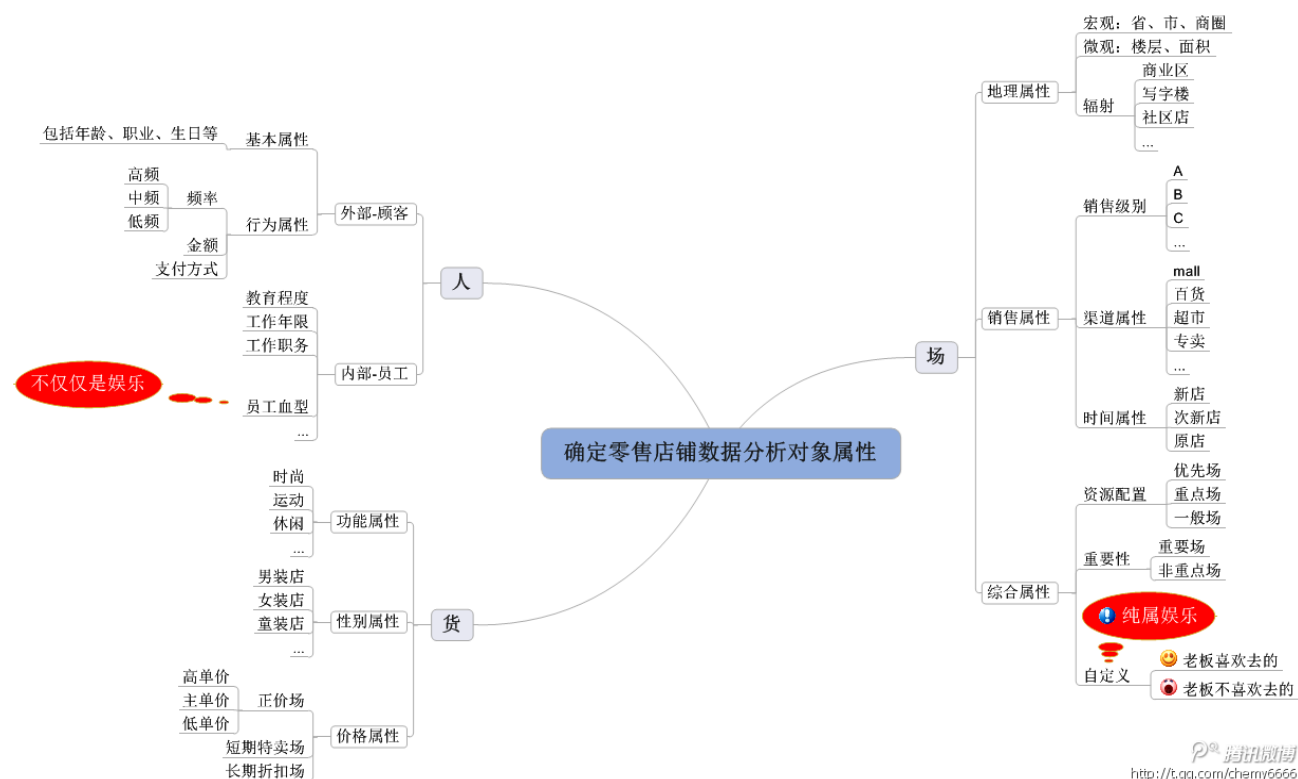 确定零售店铺数据分析对象属性
人
外部-顾客
基本属性
包括年龄、职业、生日等
行为属性
频率
高频
中频
低频
金额
支付方式
内部-员工
教育程度
工作年限
工作职务
员工血型
...
不仅仅是娱乐
货
功能属性
时尚
运动
休闲
...
性别属性
男装店
女装店
童装店
...
价格属性
正价场
高单价
主单价
低单价
短期特卖场
长期折扣场
场
地理属性
宏观：省、市、商圈
微观：楼层、面积
辐射
商业区
写字楼
社区店
...
销售属性
销售级别
A
B
C
...
渠道属性
mall
百货
超市
专卖
...
时间属性
新店
次新店
原店
综合属性
资源配置
优先场
重点场
一般场
重要性
重要场
非重点场
纯属娱乐
自定义
老板喜欢去的
老板不喜欢去的
腾讯微博
http://t.qq.com/chemy6666